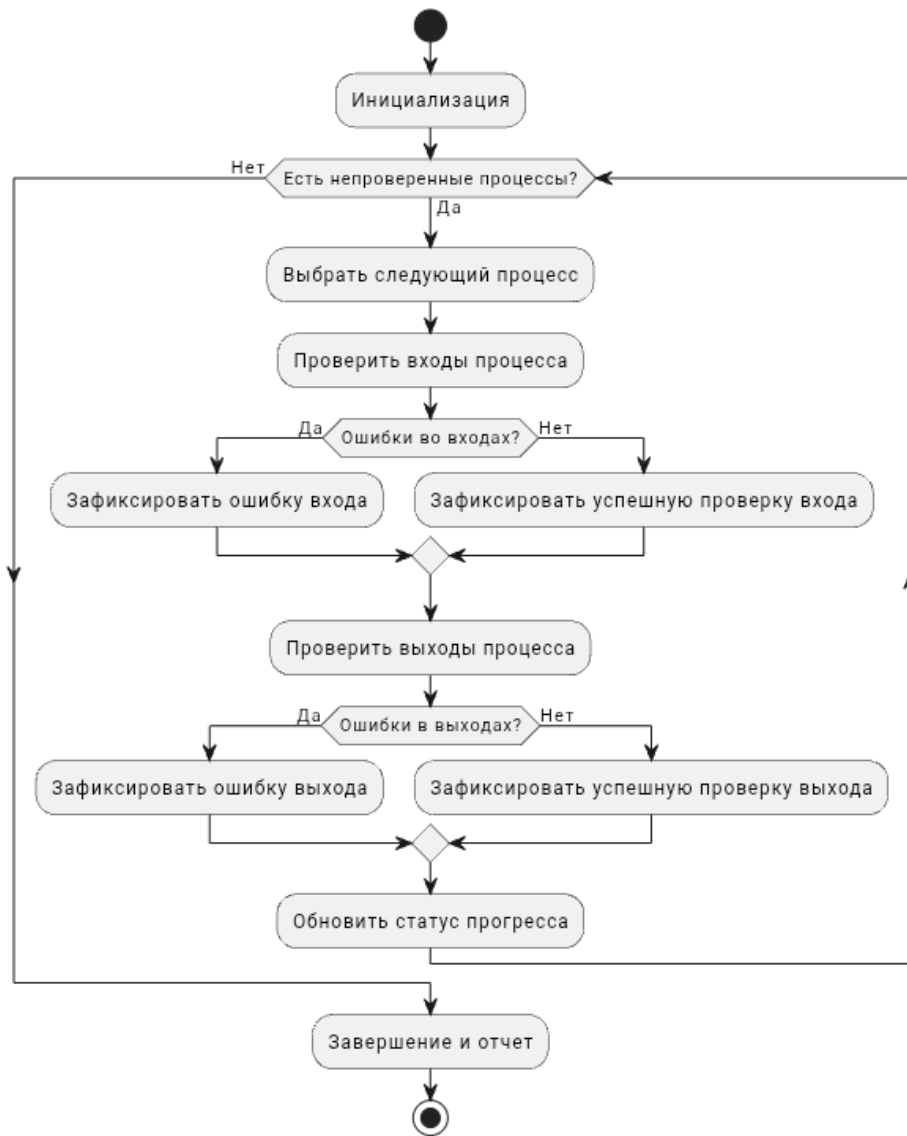 Инициализация
Нет
Есть непроверенные процессы?
Да
Выбрать следующий процесс
Проверить входы процесса
Да
Ошибки во входах?
Нет
Зафиксировать ошибку входа
Зафиксировать успешную проверку входа
Проверить выходы процесса
Да
Ошибки в выходах?
Нет
Зафиксировать ошибку выхода
Зафиксировать успешную проверку выхода
Обновить статус прогресса
Завершение и отчет